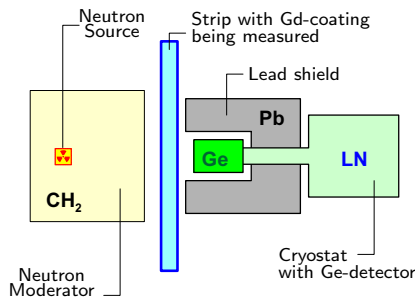 Neutron
Source
Strip with Gd-coating
being measured
Lead shield
Pb
Ge
LN
CH₂
Neutron
Moderator
Cryostat
with Ge-detector